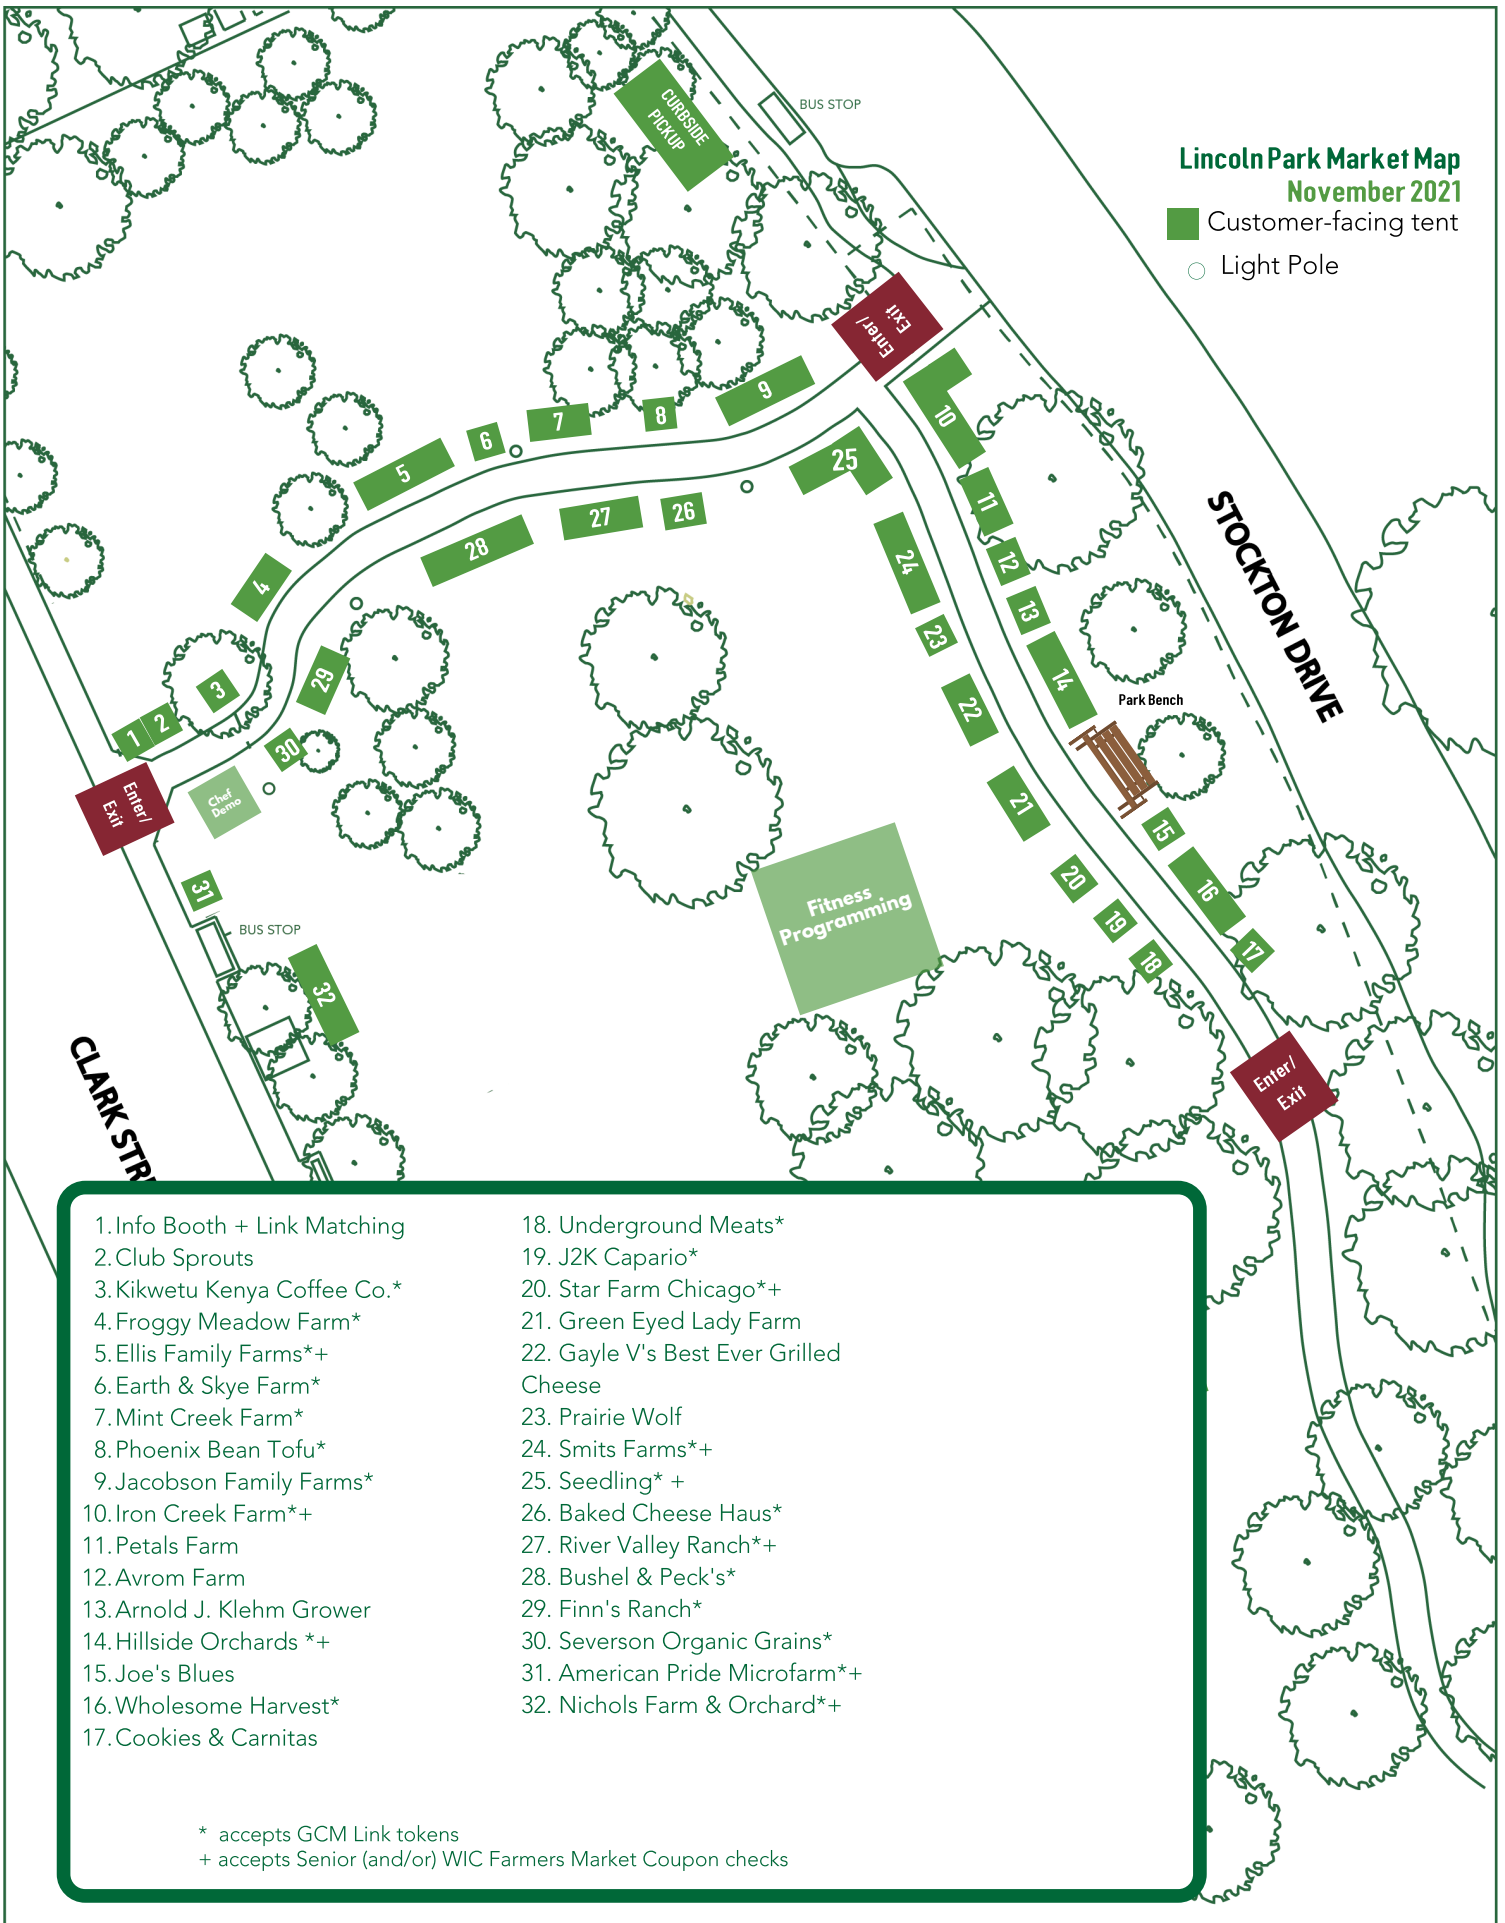 BUS STOP
CURBSIDE
PICKUP
Lincoln Park Market Map
November 2021
Customer-facing tent
Light Pole
Enter/
Exit
9
10
8
7
6
5
25
11
26
27
28
12
24
4
13
23
STOCKTON DRIVE
14
29
3
Park Bench
22
2
1
30
Enter/
Exit
Chef
Demo
21
15
20
16
31
Fitness
Programming
19
BUS STOP
17
18
32
Enter/
Exit
CLARK STR
1. Info Booth + Link Matching
2. Club Sprouts
3. Kikwetu Kenya Coffee Co.*
4. Froggy Meadow Farm*
5. Ellis Family Farms*+
6. Earth & Skye Farm*
7. Mint Creek Farm*
8. Phoenix Bean Tofu*
9. Jacobson Family Farms*
10. Iron Creek Farm*+
11. Petals Farm
12. Avrom Farm
13. Arnold J. Klehm Grower
14. Hillside Orchards *+
15. Joe's Blues
16. Wholesome Harvest*
17. Cookies & Carnitas
18. Underground Meats*
19. J2K Capario*
20. Star Farm Chicago*+
21. Green Eyed Lady Farm
22. Gayle V's Best Ever Grilled
Cheese
23. Prairie Wolf
24. Smits Farms*+
25. Seedling* +
26. Baked Cheese Haus*
27. River Valley Ranch*+
28. Bushel & Peck's*
29. Finn's Ranch*
30. Severson Organic Grains*
31. American Pride Microfarm*+
32. Nichols Farm & Orchard*+
* accepts GCM Link tokens
+ accepts Senior (and/or) WIC Farmers Market Coupon checks